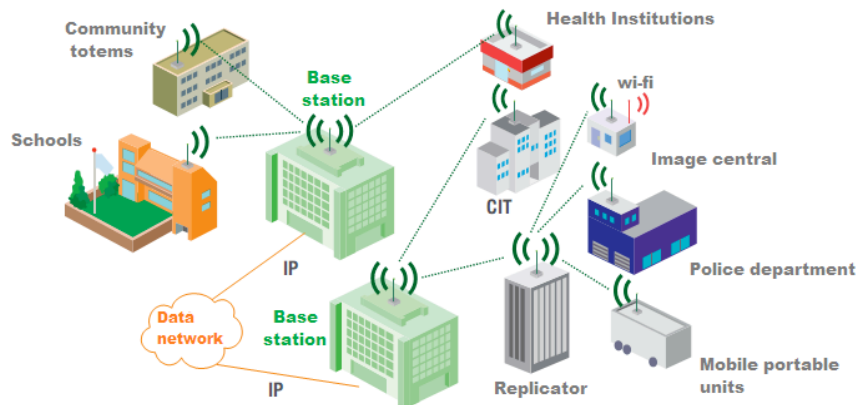 Community
totems
Health Institutions
Base
station
wi-fi
Schools
Image central
CIT
IP
Police department
Data
network
Base
station
IP
Replicator
Mobile portable
units